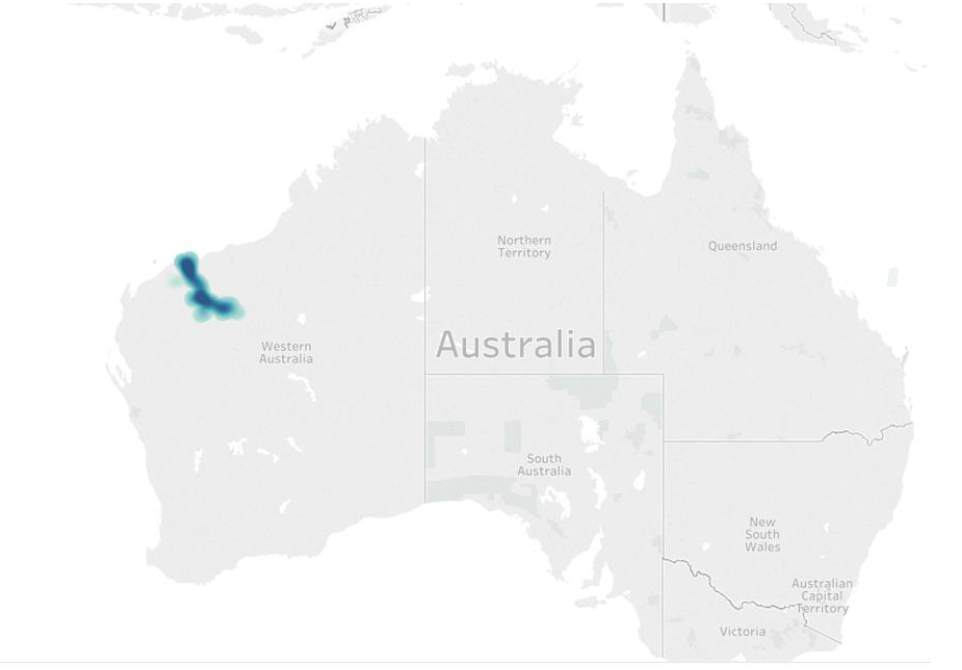 Northern
Territory
Queensland
Australia
Western
Australia
South
Australia
New
South
Wales
Australian
Capital
Territory
Victoria